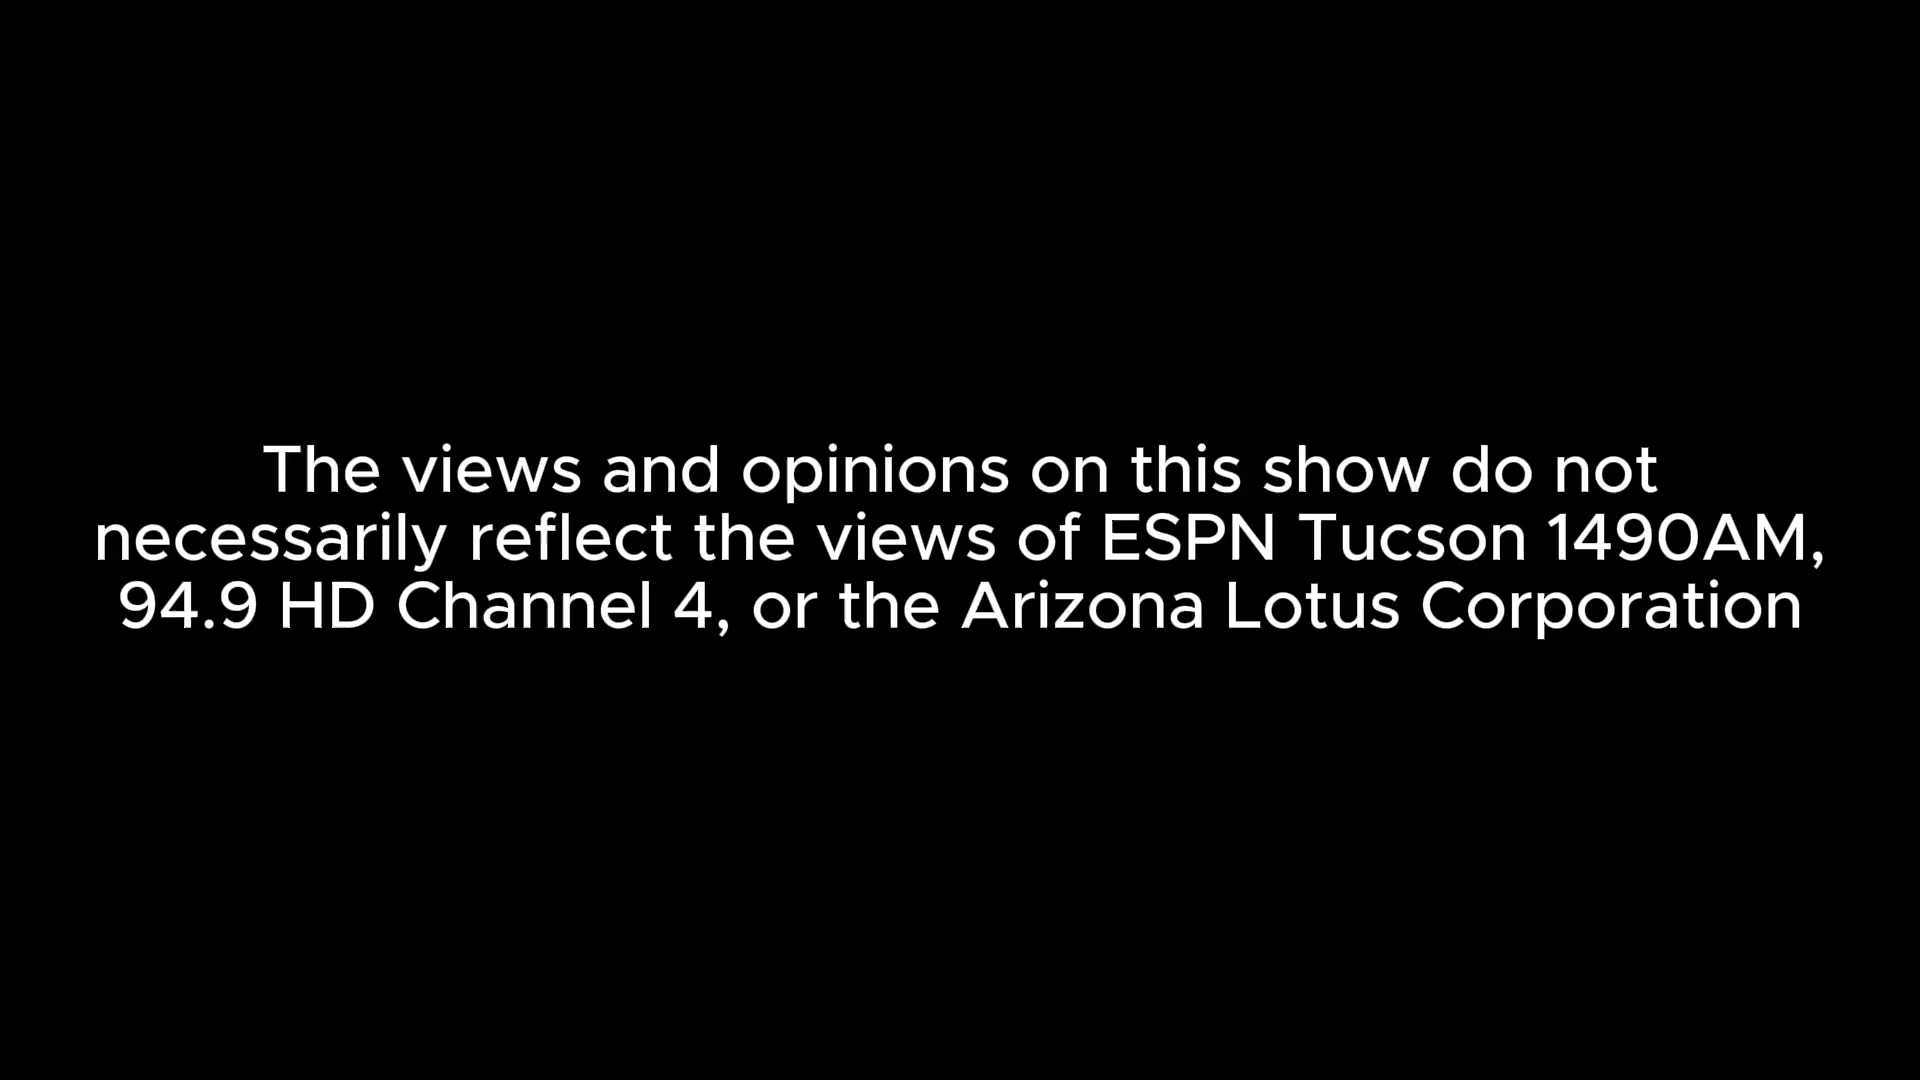 The views and opinions on this show do not
necessarily reflect the views of ESPN Tucson 1490AM,
94.9 HD Channel 4, or the Arizona Lotus Corporation